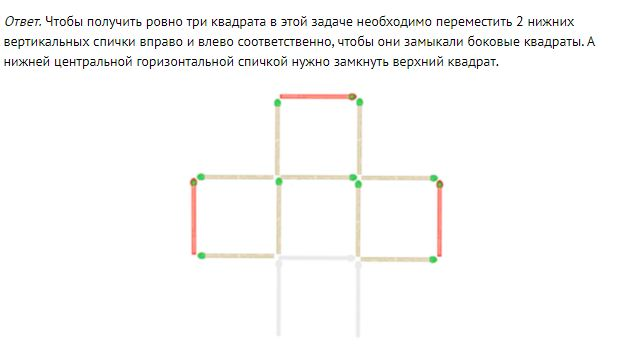 Ответ. Чтобы получить ровно три квадрата в этой задаче необходимо переместить 2 нижних
вертикальных спички вправо и влево соответственно, чтобы они замыкали боковые квадраты. А
нижней центральной горизонтальной спичкой нужно замкнуть верхний квадрат.